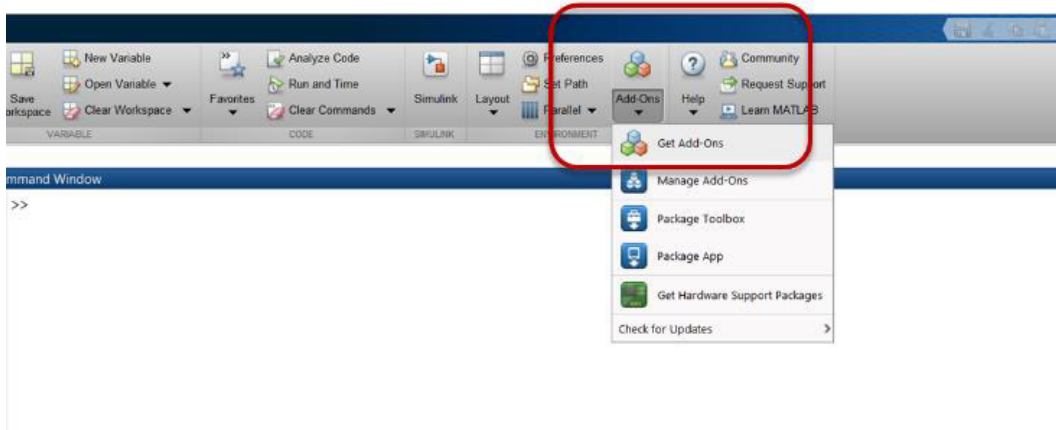 New Variable
Open Variable
Save
Workspace
Clear Workspace
VARIABLE
Favorites
Analyze Code
Run and Time
Clear Commands
CODE
Simulink
SIMULINK
Layout
Preferences
Set Path
Parallel
ENVIRONMENT
Add-Ons
?
Help
Community
Request Support
Learn MATLAB
Get Add-Ons
Manage Add-Ons
Package Toolbox
Package App
Get Hardware Support Packages
Check for Updates
mmand Window
>>